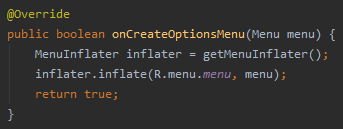 @Override
public boolean onCreateOptionsMenu(Menu menu) {
    MenuInflater inflater = getMenuInflater();
    inflater.inflate(R.menu.menu, menu);
    return true;
}